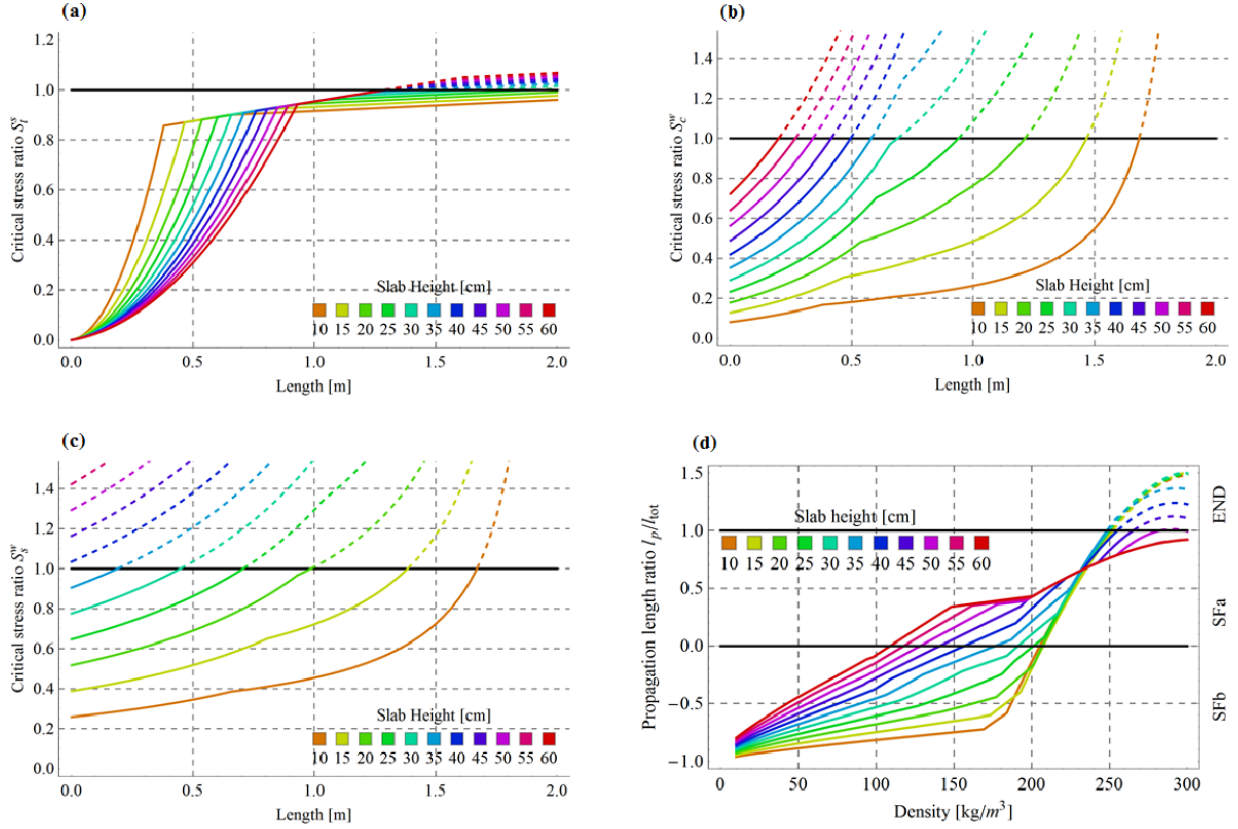 (a)
1.2
1.0
0.8
0.6
0.4
0.2
0.0
Critical stress ratio S_l^s
Slab Height [cm]
10 15 20 25 30 35 40 45 50 55 60
0.0 0.5 1.0 1.5 2.0
Length [m]
(b)
1.4
1.2
1.0
0.8
0.6
0.4
0.2
0.0
Critical stress ratio S_c^w
Slab Height [cm]
10 15 20 25 30 35 40 45 50 55 60
0.0 0.5 1.0 1.5 2.0
Length [m]
(c)
1.4
1.2
1.0
0.8
0.6
0.4
0.2
0.0
Critical stress ratio S_s^w
Slab Height [cm]
10 15 20 25 30 35 40 45 50 55 60
0.0 0.5 1.0 1.5 2.0
Length [m]
(d)
1.5
1.0
0.5
0.0
−0.5
−1.0
Propagation length ratio l_p/l_tot
Slab height [cm]
10 15 20 25 30 35 40 45 50 55 60
END
SFa
SFb
0 50 100 150 200 250 300
Density [kg/m³]